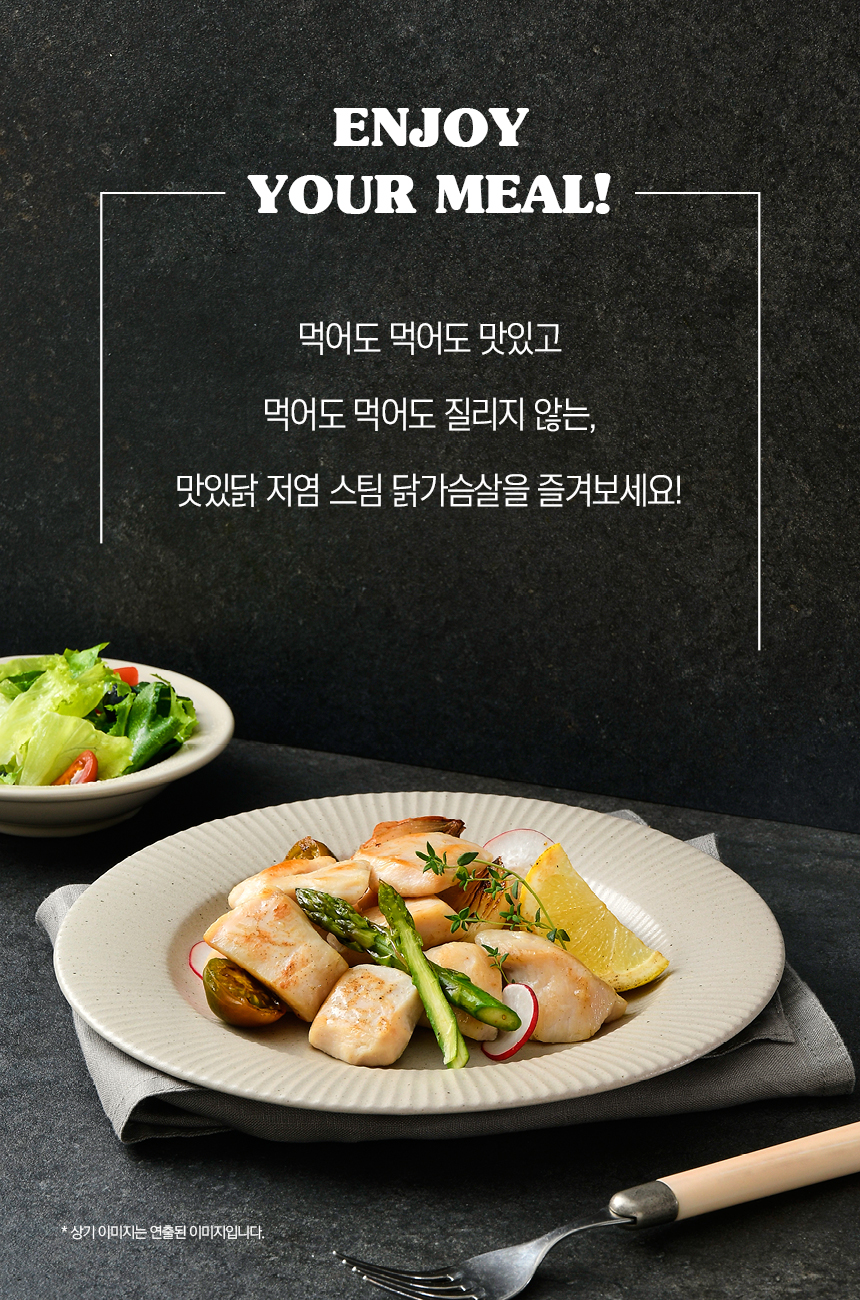 ENJOY
YOUR MEAL!
먹어도 먹어도 맛있고
먹어도 먹어도 질리지 않는,
맛있닭 저염 스팀 닭가슴살을 즐겨보세요!
* 상기 이미지는 연출된 이미지입니다.